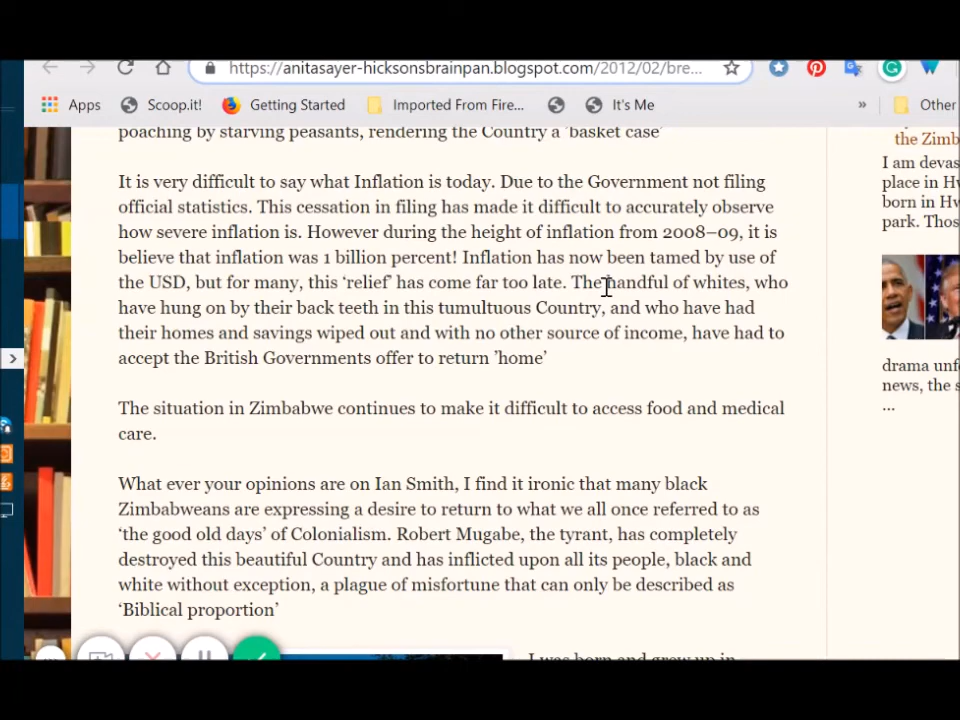 https://anitasayer-hicksonsbrainpan.blogspot.com/2012/02/bre...
Apps Scoop.it! Getting Started Imported From Fire... It's Me » Other
poaching by starving peasants, rendering the Country a 'basket case'
It is very difficult to say what Inflation is today. Due to the Government not filing
official statistics. This cessation in filing has made it difficult to accurately observe
how severe inflation is. However during the height of inflation from 2008–09, it is
believe that inflation was 1 billion percent! Inflation has now been tamed by use of
the USD, but for many, this ‘relief’ has come far too late. The handful of whites, who
have hung on by their back teeth in this tumultuous Country, and who have had
their homes and savings wiped out and with no other source of income, have had to
accept the British Governments offer to return ’home’
The situation in Zimbabwe continues to make it difficult to access food and medical
care.
What ever your opinions are on Ian Smith, I find it ironic that many black
Zimbabweans are expressing a desire to return to what we all once referred to as
‘the good old days’ of Colonialism. Robert Mugabe, the tyrant, has completely
destroyed this beautiful Country and has inflicted upon all its people, black and
white without exception, a plague of misfortune that can only be described as
‘Biblical proportion’
I was born and grew up in
the Zimb
I am devas
place in Hw
born in Hw
park. Thos
drama unf
news, the s
...